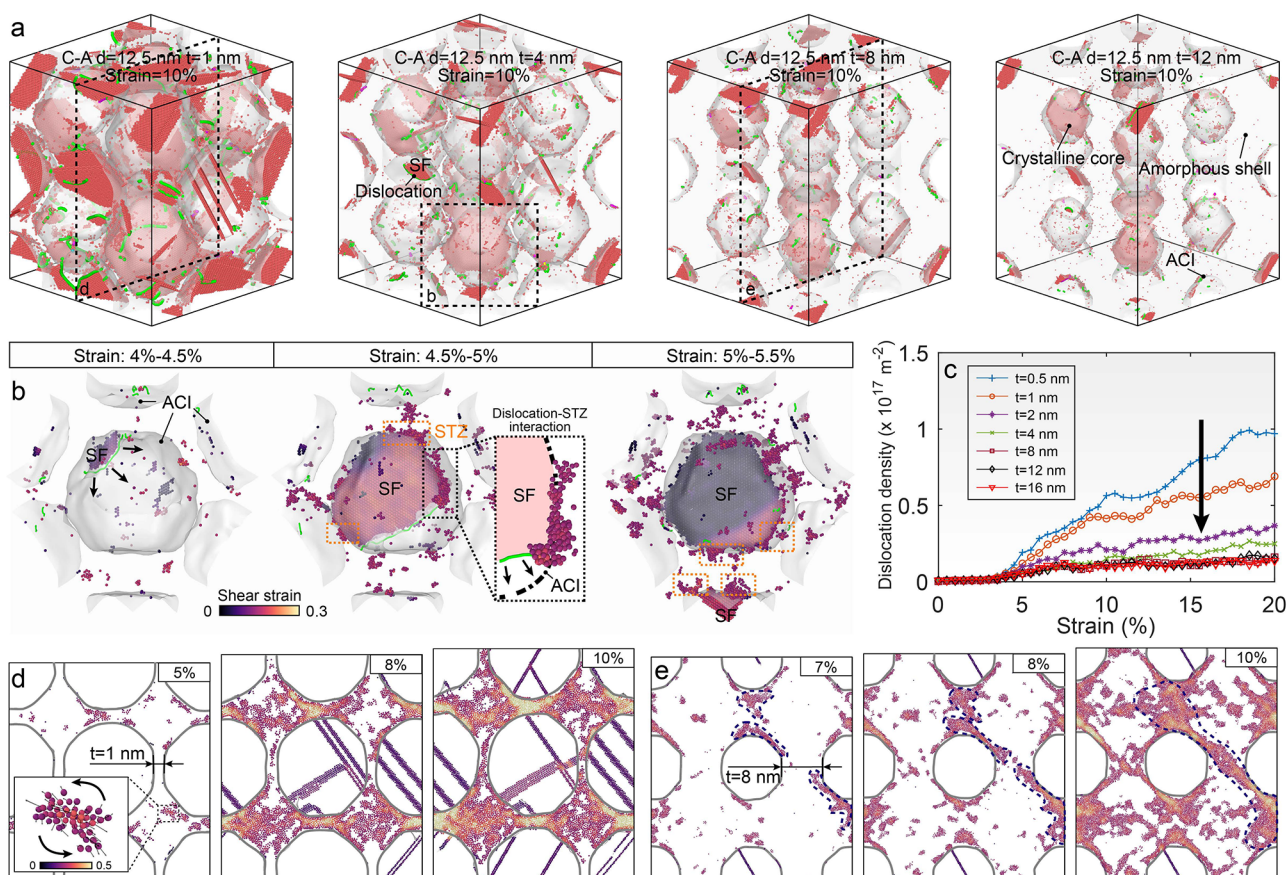 a
C-A d=12.5 nm t=1 nm
Strain=10%
d
C-A d=12.5 nm t=4 nm
Strain=10%
SF
Dislocation
b
C-A d=12.5 nm t=8 nm
Strain=10%
e
C-A d=12.5 nm t=12 nm
Strain=10%
Crystalline core
Amorphous shell
ACI
Strain: 4%-4.5%
Strain: 4.5%-5%
Strain: 5%-5.5%
b
ACI
SF
Shear strain
0
0.3
STZ
SF
Dislocation-STZ
interaction
SF
ACI
SF
SF
c
Dislocation density (x 10¹⁷ m⁻²)
1.5
1
0.5
0
t=0.5 nm
t=1 nm
t=2 nm
t=4 nm
t=8 nm
t=12 nm
t=16 nm
0
5
10
15
20
Strain (%)
d
5%
t=1 nm
0
0.5
8%
10%
e
7%
t=8 nm
8%
10%